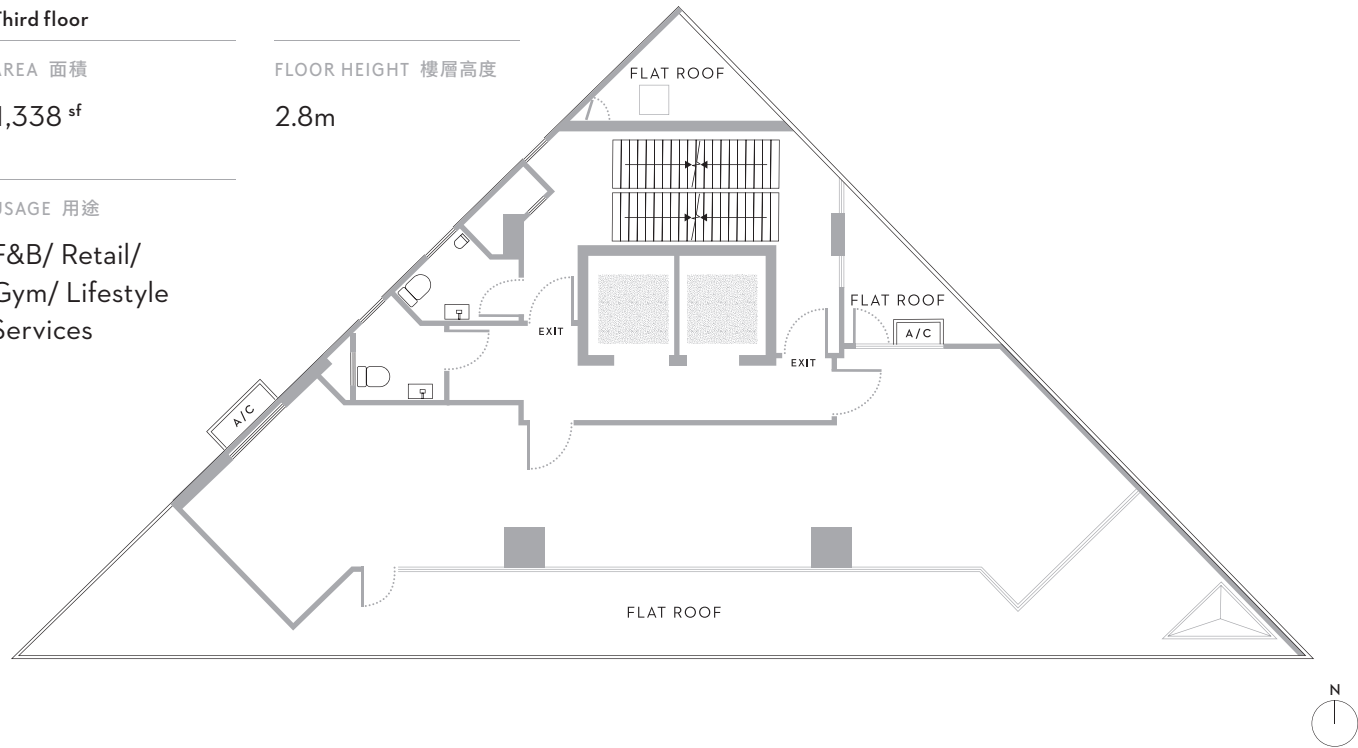 Third floor
AREA 面積
1,338 sf
FLOOR HEIGHT 樓層高度
2.8m
USAGE 用途
F&B/ Retail/
Gym/ Lifestyle
Services
FLAT ROOF
FLAT ROOF
A/C
EXIT
EXIT
A/C
FLAT ROOF
N